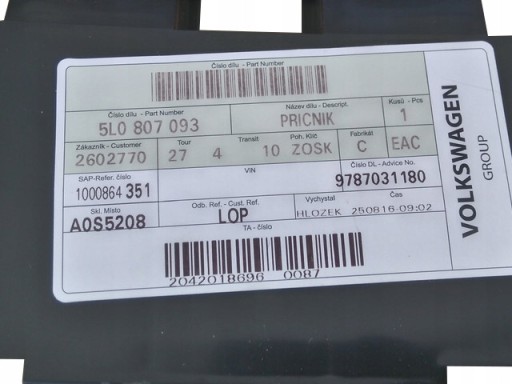 Číslo dílu - Part Number
Číslo dílu - Part Number
Název dílu - Descript.
Kusů - Pcs
5L0 807 093
PRICNIK
1
Zákazník - Customer
Tour
Transit
Poh. Klíč
Fabrikát
2602770
27
4
10
ZOSK
C
EAC
SAP-Refer. číslo
VIN
Číslo DL - Advice No.
1000864 351
9787031180
Skl. Místo
Odb. Ref. - Cust. Ref.
Vychystal
Čas
A0S5208
LOP
HLOZEK
250816-09:02
TA - číslo
2042018696 0087
VOLKSWAGEN
GROUP